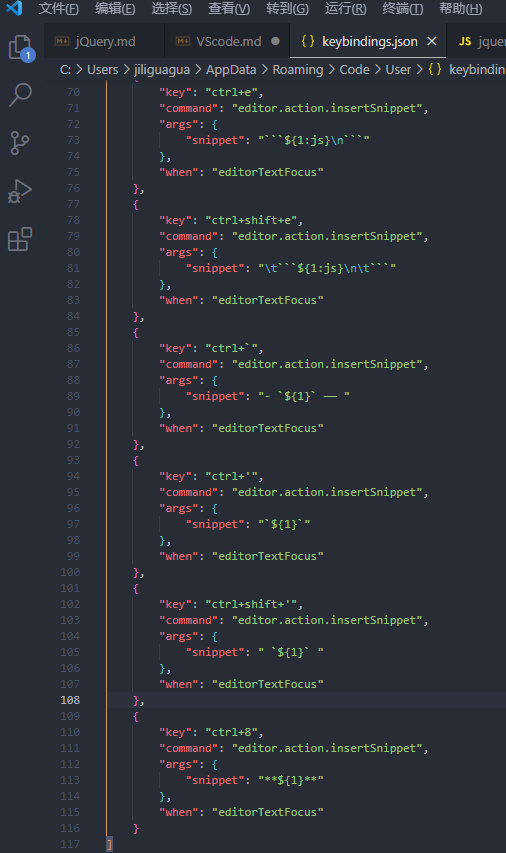 文件(F) 编辑(E) 选择(S) 查看(V) 转到(G) 运行(R) 终端(T) 帮助(H)
jQuery.md VScode.md { } keybindings.json × JS jque
C: > Users > jiliguagua > AppData > Roaming > Code > User > { } keybindin
1
70 "key": "ctrl+e",
71 "command": "editor.action.insertSnippet",
72 "args": {
73 "snippet": "```${1:js}\n```"
74 },
75 "when": "editorTextFocus"
76 },
77 {
78 "key": "ctrl+shift+e",
79 "command": "editor.action.insertSnippet",
80 "args": {
81 "snippet": "\t```${1:js}\n\t```"
82 },
83 "when": "editorTextFocus"
84 },
85 {
86 "key": "ctrl+`",
87 "command": "editor.action.insertSnippet",
88 "args": {
89 "snippet": "- `${1}` —— "
90 },
91 "when": "editorTextFocus"
92 },
93 {
94 "key": "ctrl+'",
95 "command": "editor.action.insertSnippet",
96 "args": {
97 "snippet": "`${1}`"
98 },
99 "when": "editorTextFocus"
100 },
101 {
102 "key": "ctrl+shift+'",
103 "command": "editor.action.insertSnippet",
104 "args": {
105 "snippet": " `${1}` "
106 },
107 "when": "editorTextFocus"
108 },
109 {
110 "key": "ctrl+8",
111 "command": "editor.action.insertSnippet",
112 "args": {
113 "snippet": "**${1}**"
114 },
115 "when": "editorTextFocus"
116 }
117 ]